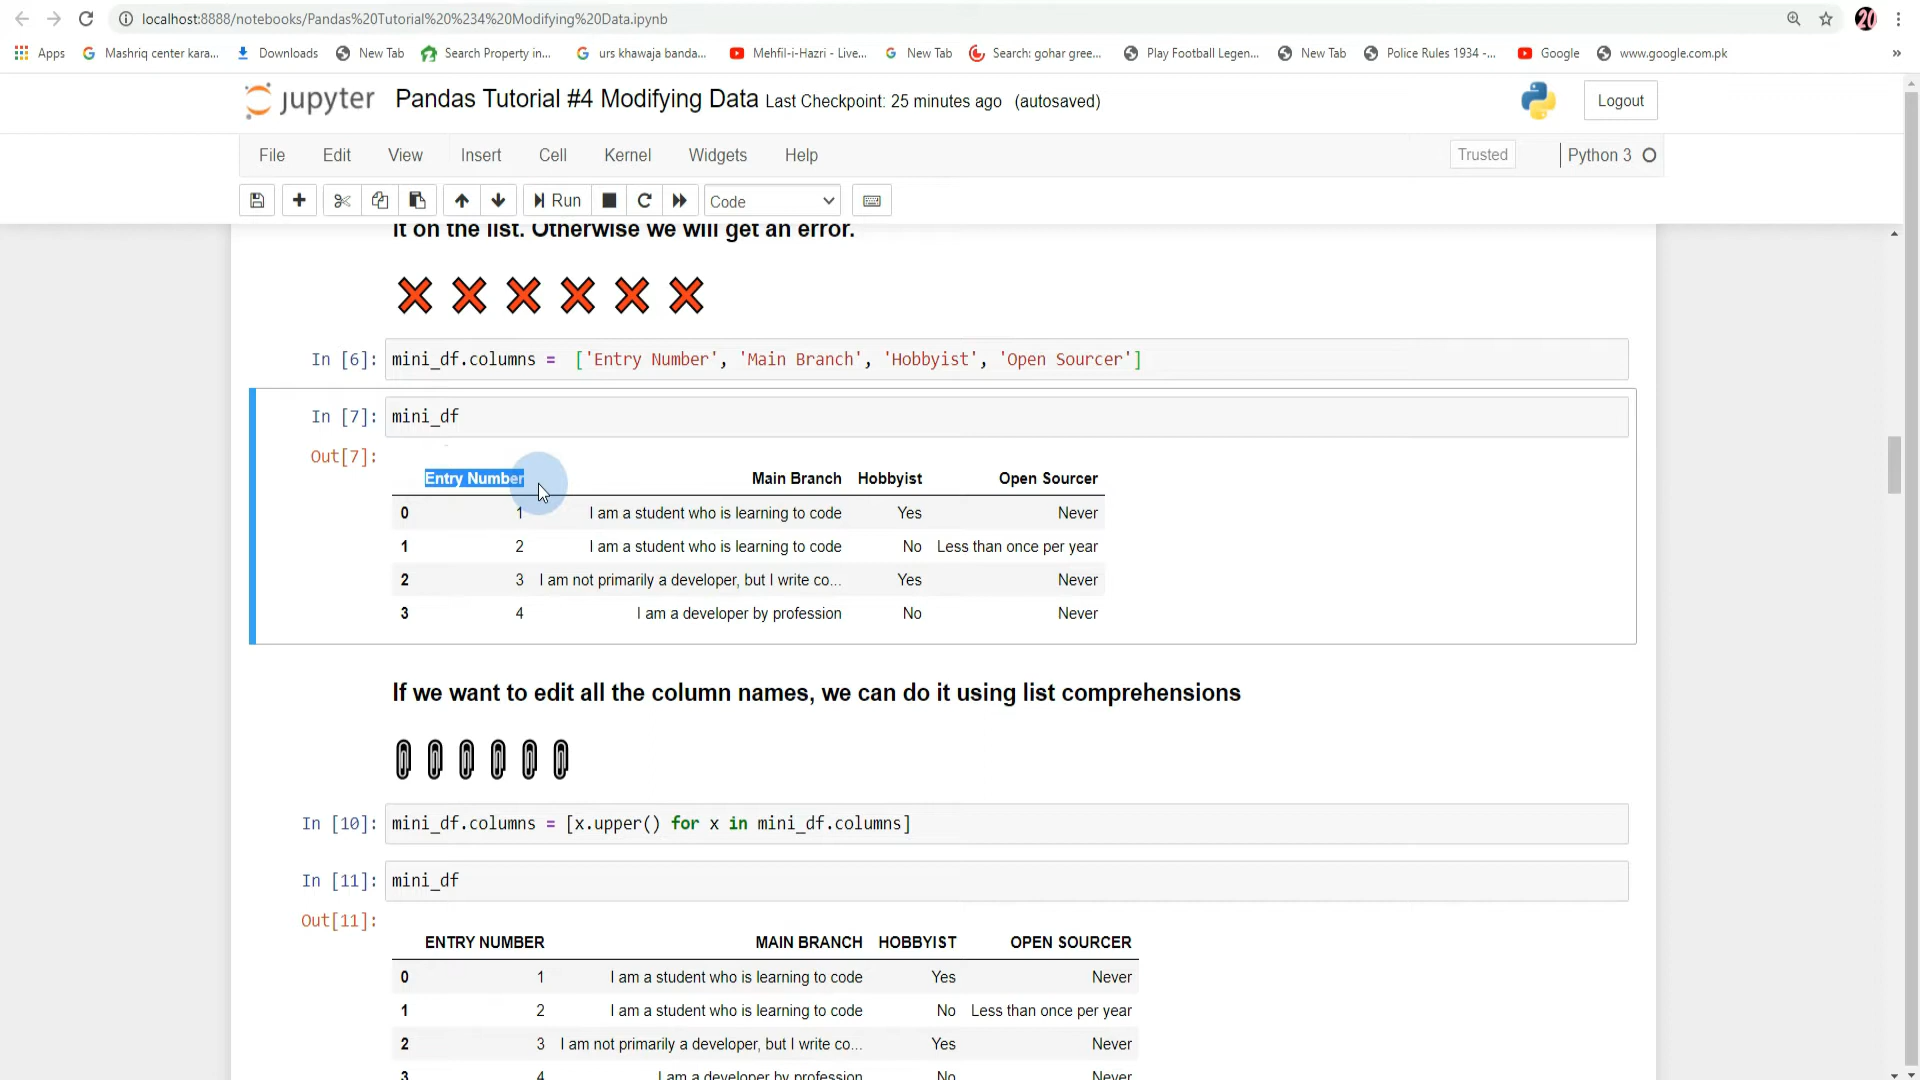 localhost:8888/notebooks/Pandas%20Tutorial%20%234%20Modifying%20Data.ipynb
20
Apps Mashriq center kara... Downloads New Tab Search Property in... urs khawaja banda... Mehfil-i-Hazri - Live... New Tab Search: gohar gree... Play Football Legen... New Tab Police Rules 1934 -... Google www.google.com.pk »
jupyter Pandas Tutorial #4 Modifying Data Last Checkpoint: 25 minutes ago (autosaved) Logout
File Edit View Insert Cell Kernel Widgets Help Trusted Python 3
Run Code
it on the list. Otherwise we will get an error.
In [6]: mini_df.columns = ['Entry Number', 'Main Branch', 'Hobbyist', 'Open Sourcer']
In [7]: mini_df
Out[7]:
Entry Number Main Branch Hobbyist Open Sourcer
0 1 I am a student who is learning to code Yes Never
1 2 I am a student who is learning to code No Less than once per year
2 3 I am not primarily a developer, but I write co... Yes Never
3 4 I am a developer by profession No Never
If we want to edit all the column names, we can do it using list comprehensions
In [10]: mini_df.columns = [x.upper() for x in mini_df.columns]
In [11]: mini_df
Out[11]:
ENTRY NUMBER MAIN BRANCH HOBBYIST OPEN SOURCER
0 1 I am a student who is learning to code Yes Never
1 2 I am a student who is learning to code No Less than once per year
2 3 I am not primarily a developer, but I write co... Yes Never
3 4 I am a developer by profession No Never